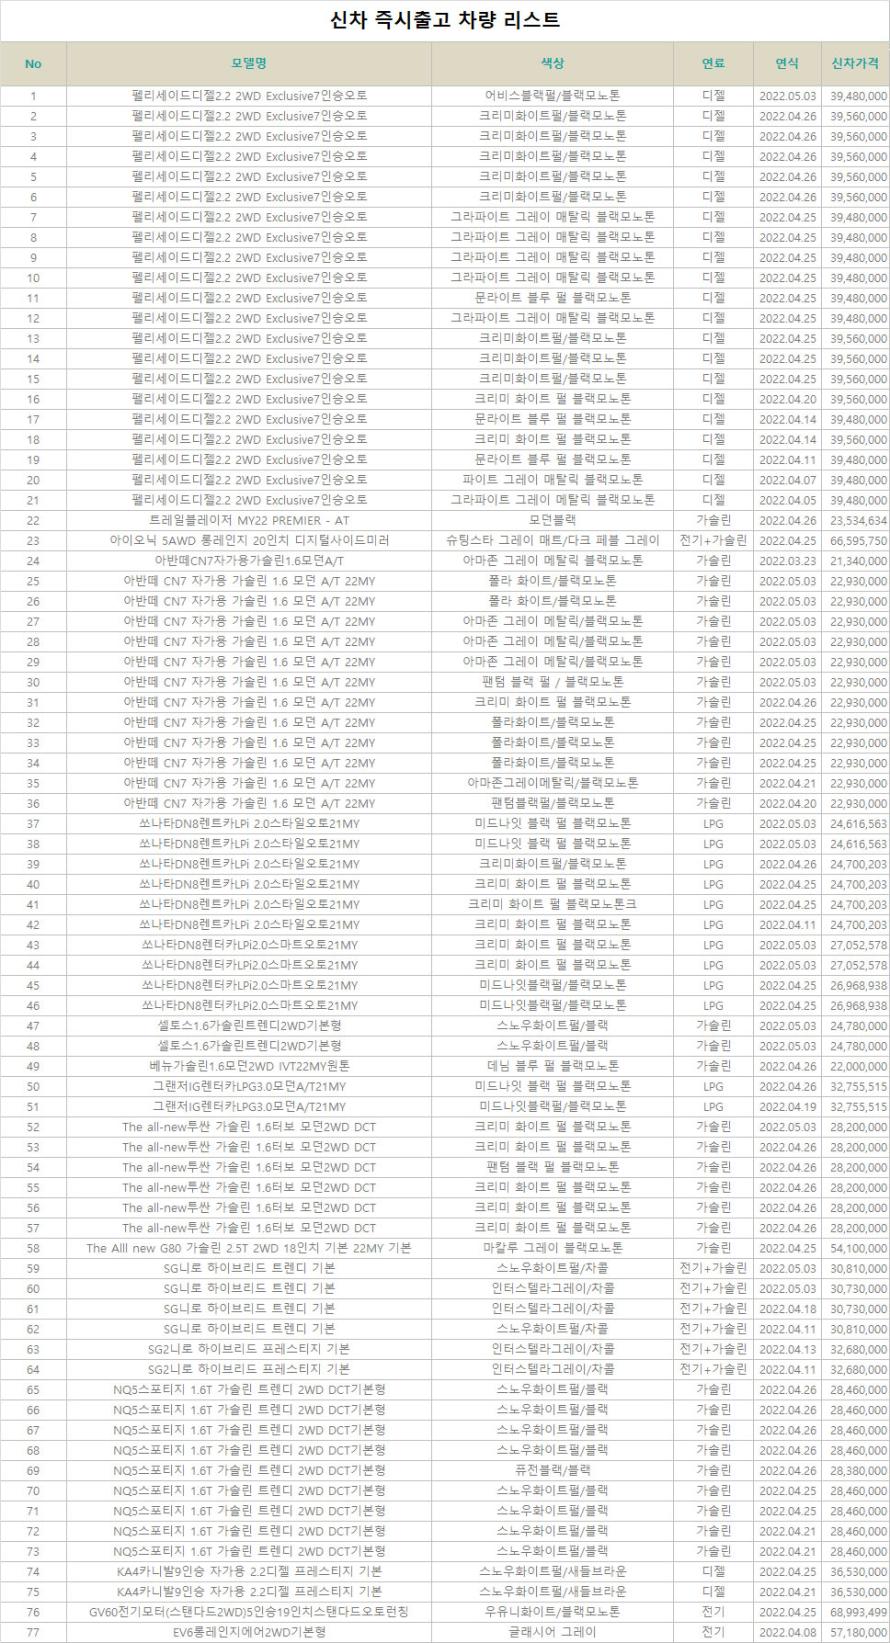 신차 즉시출고 차량 리스트
No 모델명 색상 연료 연식 신차가격
1 펠리세이드디젤2.2 2WD Exclusive7인승오토 어비스블랙펄/블랙모노톤 디젤 2022.05.03 39,480,000
2 펠리세이드디젤2.2 2WD Exclusive7인승오토 크리미화이트펄/블랙모노톤 디젤 2022.04.26 39,560,000
3 펠리세이드디젤2.2 2WD Exclusive7인승오토 크리미화이트펄/블랙모노톤 디젤 2022.04.26 39,560,000
4 펠리세이드디젤2.2 2WD Exclusive7인승오토 크리미화이트펄/블랙모노톤 디젤 2022.04.26 39,560,000
5 펠리세이드디젤2.2 2WD Exclusive7인승오토 크리미화이트펄/블랙모노톤 디젤 2022.04.26 39,560,000
6 펠리세이드디젤2.2 2WD Exclusive7인승오토 크리미화이트펄/블랙모노톤 디젤 2022.04.26 39,560,000
7 펠리세이드디젤2.2 2WD Exclusive7인승오토 그라파이트 그레이 매탈릭 블랙모노톤 디젤 2022.04.25 39,480,000
8 펠리세이드디젤2.2 2WD Exclusive7인승오토 그라파이트 그레이 매탈릭 블랙모노톤 디젤 2022.04.25 39,480,000
9 펠리세이드디젤2.2 2WD Exclusive7인승오토 그라파이트 그레이 매탈릭 블랙모노톤 디젤 2022.04.25 39,480,000
10 펠리세이드디젤2.2 2WD Exclusive7인승오토 그라파이트 그레이 매탈릭 블랙모노톤 디젤 2022.04.25 39,480,000
11 펠리세이드디젤2.2 2WD Exclusive7인승오토 문라이트 블루 펄 블랙모노톤 디젤 2022.04.25 39,480,000
12 펠리세이드디젤2.2 2WD Exclusive7인승오토 그라파이트 그레이 매탈릭 블랙모노톤 디젤 2022.04.25 39,480,000
13 펠리세이드디젤2.2 2WD Exclusive7인승오토 크리미화이트펄/블랙모노톤 디젤 2022.04.25 39,560,000
14 펠리세이드디젤2.2 2WD Exclusive7인승오토 크리미화이트펄/블랙모노톤 디젤 2022.04.25 39,560,000
15 펠리세이드디젤2.2 2WD Exclusive7인승오토 크리미화이트펄/블랙모노톤 디젤 2022.04.25 39,560,000
16 펠리세이드디젤2.2 2WD Exclusive7인승오토 크리미 화이트 펄 블랙모노톤 디젤 2022.04.20 39,560,000
17 펠리세이드디젤2.2 2WD Exclusive7인승오토 문라이트 블루 펄 블랙모노톤 디젤 2022.04.14 39,480,000
18 펠리세이드디젤2.2 2WD Exclusive7인승오토 크리미 화이트 펄 블랙모노톤 디젤 2022.04.14 39,560,000
19 펠리세이드디젤2.2 2WD Exclusive7인승오토 문라이트 블루 펄 블랙모노톤 디젤 2022.04.11 39,480,000
20 펠리세이드디젤2.2 2WD Exclusive7인승오토 파이트 그레이 매탈릭 블랙모노톤 디젤 2022.04.07 39,480,000
21 펠리세이드디젤2.2 2WD Exclusive7인승오토 그라파이트 그레이 메탈릭 블랙모노톤 디젤 2022.04.05 39,480,000
22 트레일블레이저 MY22 PREMIER - AT 모던블랙 가솔린 2022.04.26 23,534,634
23 아이오닉 5AWD 롱레인지 20인치 디지털사이드미러 슈팅스타 그레이 매트/다크 페블 그레이 전기+가솔린 2022.04.25 66,595,750
24 아반떼CN7자가용가솔린1.6모던A/T 아마존 그레이 메탈릭 블랙모노톤 가솔린 2022.03.23 21,340,000
25 아반떼 CN7 자가용 가솔린 1.6 모던 A/T 22MY 폴라 화이트/블랙모노톤 가솔린 2022.05.03 22,930,000
26 아반떼 CN7 자가용 가솔린 1.6 모던 A/T 22MY 폴라 화이트/블랙모노톤 가솔린 2022.05.03 22,930,000
27 아반떼 CN7 자가용 가솔린 1.6 모던 A/T 22MY 아마존 그레이 메탈릭/블랙모노톤 가솔린 2022.05.03 22,930,000
28 아반떼 CN7 자가용 가솔린 1.6 모던 A/T 22MY 아마존 그레이 메탈릭/블랙모노톤 가솔린 2022.05.03 22,930,000
29 아반떼 CN7 자가용 가솔린 1.6 모던 A/T 22MY 아마존 그레이 메탈릭/블랙모노톤 가솔린 2022.05.03 22,930,000
30 아반떼 CN7 자가용 가솔린 1.6 모던 A/T 22MY 팬텀 블랙 펄 / 블랙모노톤 가솔린 2022.05.03 22,930,000
31 아반떼 CN7 자가용 가솔린 1.6 모던 A/T 22MY 크리미 화이트 펄 블랙모노톤 가솔린 2022.04.26 22,930,000
32 아반떼 CN7 자가용 가솔린 1.6 모던 A/T 22MY 폴라화이트/블랙모노톤 가솔린 2022.04.25 22,930,000
33 아반떼 CN7 자가용 가솔린 1.6 모던 A/T 22MY 폴라화이트/블랙모노톤 가솔린 2022.04.25 22,930,000
34 아반떼 CN7 자가용 가솔린 1.6 모던 A/T 22MY 폴라화이트/블랙모노톤 가솔린 2022.04.25 22,930,000
35 아반떼 CN7 자가용 가솔린 1.6 모던 A/T 22MY 아마존그레이메탈릭/블랙모노톤 가솔린 2022.04.21 22,930,000
36 아반떼 CN7 자가용 가솔린 1.6 모던 A/T 22MY 팬텀블랙펄/블랙모노톤 가솔린 2022.04.20 22,930,000
37 쏘나타DN8렌트카LPi 2.0스타일오토21MY 미드나잇 블랙 펄 블랙모노톤 LPG 2022.05.03 24,616,563
38 쏘나타DN8렌트카LPi 2.0스타일오토21MY 미드나잇 블랙 펄 블랙모노톤 LPG 2022.05.03 24,616,563
39 쏘나타DN8렌트카LPi 2.0스타일오토21MY 크리미화이트펄/블랙모노톤 LPG 2022.04.26 24,700,203
40 쏘나타DN8렌트카LPi 2.0스타일오토21MY 크리미 화이트 펄 블랙모노톤 LPG 2022.04.25 24,700,203
41 쏘나타DN8렌트카LPi 2.0스타일오토21MY 크리미 화이트 펄 블랙모노톤크 LPG 2022.04.25 24,700,203
42 쏘나타DN8렌트카LPi 2.0스타일오토21MY 크리미 화이트 펄 블랙모노톤 LPG 2022.04.11 24,700,203
43 쏘나타DN8렌터카LPi2.0스마트오토21MY 크리미 화이트 펄 블랙모노톤 LPG 2022.05.03 27,052,578
44 쏘나타DN8렌터카LPi2.0스마트오토21MY 크리미 화이트 펄 블랙모노톤 LPG 2022.05.03 27,052,578
45 쏘나타DN8렌터카LPi2.0스마트오토21MY 미드나잇블랙펄/블랙모노톤 LPG 2022.04.25 26,968,938
46 쏘나타DN8렌터카LPi2.0스마트오토21MY 미드나잇블랙펄/블랙모노톤 LPG 2022.04.25 26,968,938
47 셀토스1.6가솔린트렌디2WD기본형 스노우화이트펄/블랙 가솔린 2022.05.03 24,780,000
48 셀토스1.6가솔린트렌디2WD기본형 스노우화이트펄/블랙 가솔린 2022.05.03 24,780,000
49 베뉴가솔린1.6모던2WD IVT22MY원톤 데님 블루 펄 블랙모노톤 가솔린 2022.04.26 22,000,000
50 그랜저IG렌터카LPG3.0모던A/T21MY 미드나잇 블랙 펄 블랙모노톤 LPG 2022.04.26 32,755,515
51 그랜저IG렌터카LPG3.0모던A/T21MY 미드나잇블랙펄/블랙모노톤 LPG 2022.04.19 32,755,515
52 The all-new투싼 가솔린 1.6터보 모던2WD DCT 크리미 화이트 펄 블랙모노톤 가솔린 2022.05.03 28,200,000
53 The all-new투싼 가솔린 1.6터보 모던2WD DCT 크리미 화이트 펄 블랙모노톤 가솔린 2022.04.26 28,200,000
54 The all-new투싼 가솔린 1.6터보 모던2WD DCT 팬텀 블랙 펄 블랙모노톤 가솔린 2022.04.26 28,200,000
55 The all-new투싼 가솔린 1.6터보 모던2WD DCT 크리미 화이트 펄 블랙모노톤 가솔린 2022.04.26 28,200,000
56 The all-new투싼 가솔린 1.6터보 모던2WD DCT 크리미 화이트 펄 블랙모노톤 가솔린 2022.04.26 28,200,000
57 The all-new투싼 가솔린 1.6터보 모던2WD DCT 크리미 화이트 펄 블랙모노톤 가솔린 2022.04.26 28,200,000
58 The Alll new G80 가솔린 2.5T 2WD 18인치 기본 22MY 기본 마칼루 그레이 블랙모노톤 가솔린 2022.04.25 54,100,000
59 SG니로 하이브리드 트렌디 기본 스노우화이트펄/차콜 전기+가솔린 2022.05.03 30,810,000
60 SG니로 하이브리드 트렌디 기본 인터스텔라그레이/차콜 전기+가솔린 2022.05.03 30,730,000
61 SG니로 하이브리드 트렌디 기본 인터스텔라그레이/차콜 전기+가솔린 2022.04.18 30,730,000
62 SG니로 하이브리드 트렌디 기본 스노우화이트펄/차콜 전기+가솔린 2022.04.11 30,810,000
63 SG2니로 하이브리드 프레스티지 기본 인터스텔라그레이/차콜 전기+가솔린 2022.04.13 32,680,000
64 SG2니로 하이브리드 프레스티지 기본 인터스텔라그레이/차콜 전기+가솔린 2022.04.11 32,680,000
65 NQ5스포티지 1.6T 가솔린 트렌디 2WD DCT기본형 스노우화이트펄/블랙 가솔린 2022.04.26 28,460,000
66 NQ5스포티지 1.6T 가솔린 트렌디 2WD DCT기본형 스노우화이트펄/블랙 가솔린 2022.04.26 28,460,000
67 NQ5스포티지 1.6T 가솔린 트렌디 2WD DCT기본형 스노우화이트펄/블랙 가솔린 2022.04.26 28,460,000
68 NQ5스포티지 1.6T 가솔린 트렌디 2WD DCT기본형 스노우화이트펄/블랙 가솔린 2022.04.26 28,460,000
69 NQ5스포티지 1.6T 가솔린 트렌디 2WD DCT기본형 퓨전블랙/블랙 가솔린 2022.04.26 28,380,000
70 NQ5스포티지 1.6T 가솔린 트렌디 2WD DCT기본형 스노우화이트펄/블랙 가솔린 2022.04.25 28,460,000
71 NQ5스포티지 1.6T 가솔린 트렌디 2WD DCT기본형 스노우화이트펄/블랙 가솔린 2022.04.25 28,460,000
72 NQ5스포티지 1.6T 가솔린 트렌디 2WD DCT기본형 스노우화이트펄/블랙 가솔린 2022.04.21 28,460,000
73 NQ5스포티지 1.6T 가솔린 트렌디 2WD DCT기본형 스노우화이트펄/블랙 가솔린 2022.04.21 28,460,000
74 KA4카니발9인승 자가용 2.2디젤 프레스티지 기본 스노우화이트펄/새들브라운 디젤 2022.04.25 36,530,000
75 KA4카니발9인승 자가용 2.2디젤 프레스티지 기본 스노우화이트펄/새들브라운 디젤 2022.04.21 36,530,000
76 GV60전기모터(스탠다드2WD)5인승19인치스탠다드오토런칭 우유니화이트/블랙모노톤 전기 2022.04.25 68,993,499
77 EV6롱레인지에어2WD기본형 글래시어 그레이 전기 2022.04.08 57,180,000